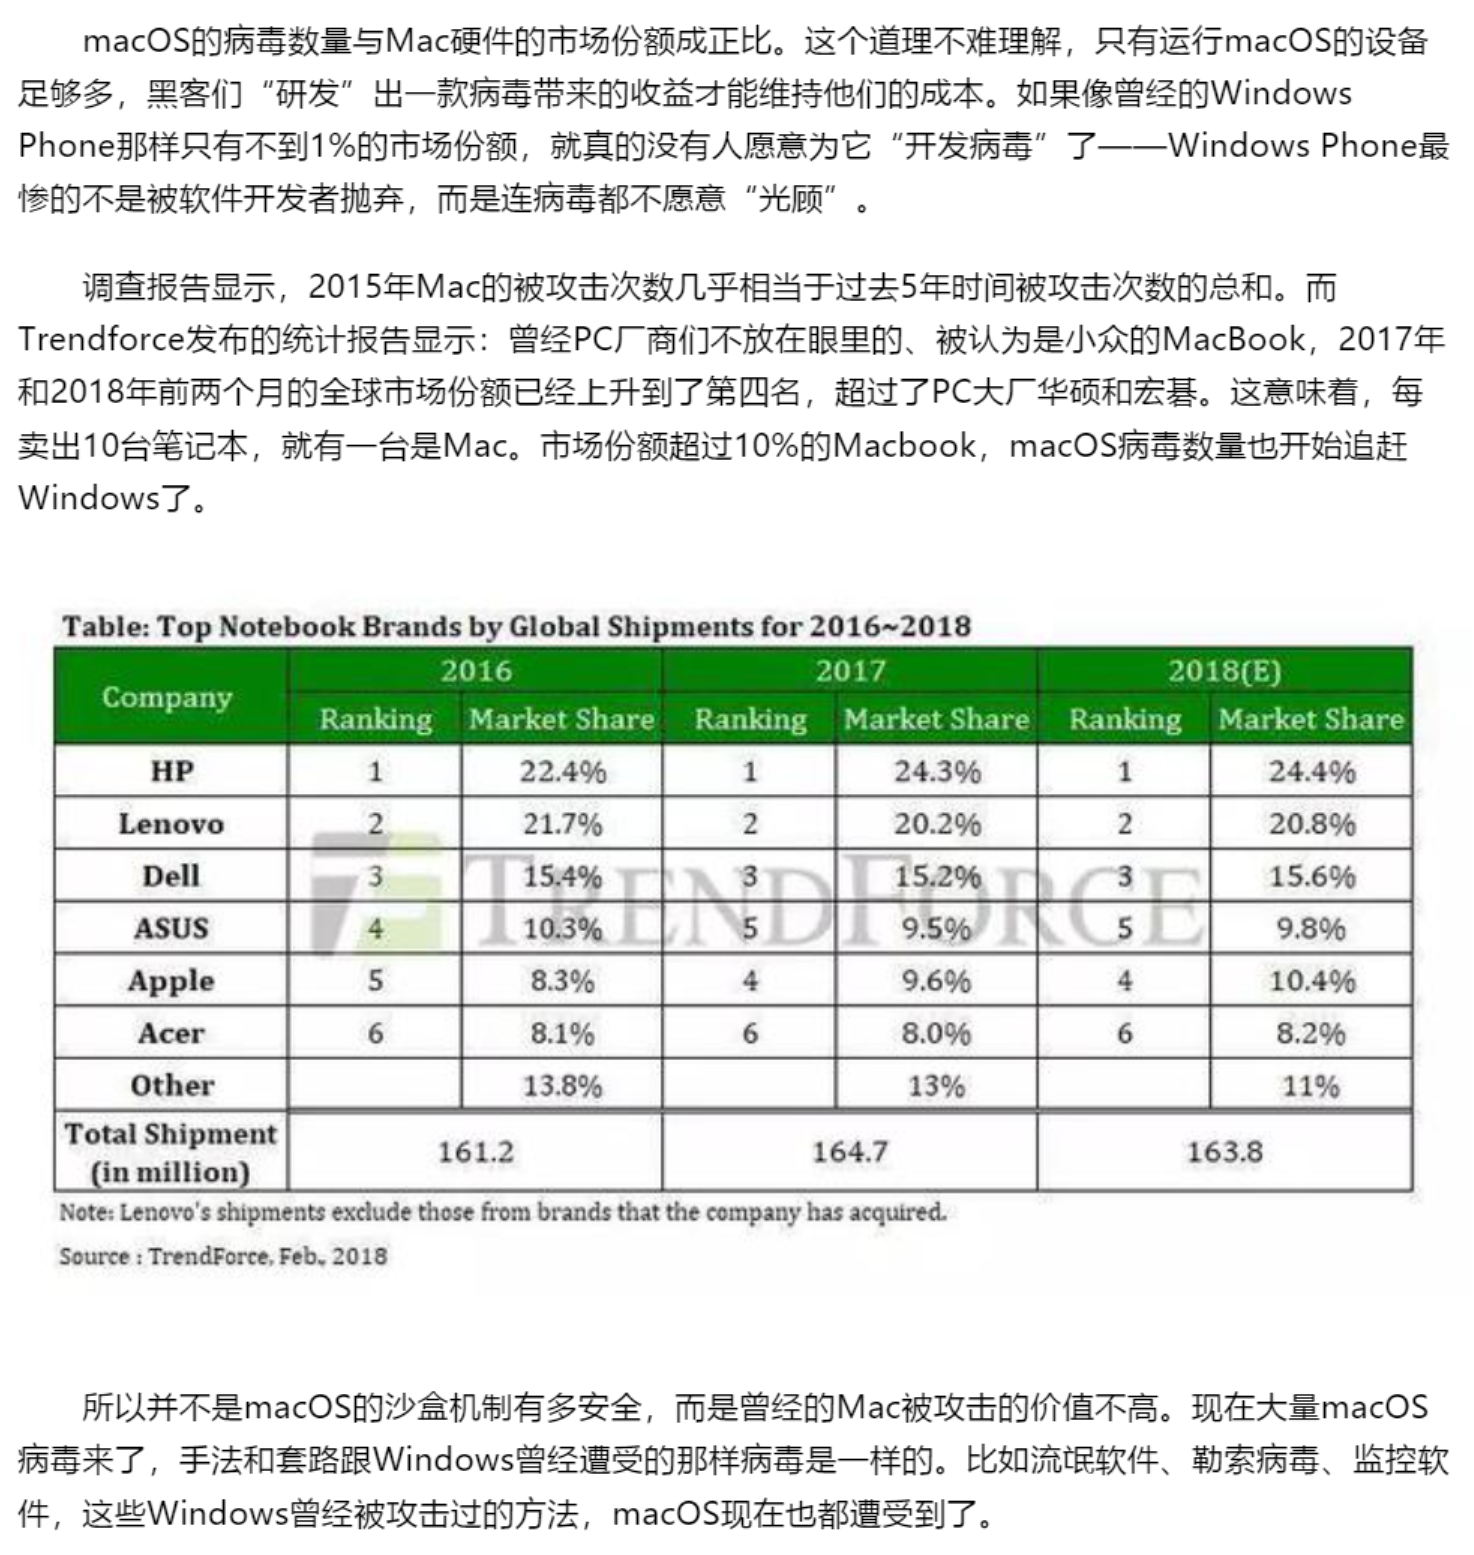 macOS的病毒数量与Mac硬件的市场份额成正比。这个道理不难理解，只有运行macOS的设备
足够多，黑客们“研发”出一款病毒带来的收益才能维持他们的成本。如果像曾经的Windows
Phone那样只有不到1%的市场份额，就真的没有人愿意为它“开发病毒”了——Windows Phone最
惨的不是被软件开发者抛弃，而是连病毒都不愿意“光顾”。
调查报告显示，2015年Mac的被攻击次数几乎相当于过去5年时间被攻击次数的总和。而
Trendforce发布的统计报告显示：曾经PC厂商们不放在眼里的、被认为是小众的MacBook，2017年
和2018年前两个月的全球市场份额已经上升到了第四名，超过了PC大厂华硕和宏碁。这意味着，每
卖出10台笔记本，就有一台是Mac。市场份额超过10%的Macbook，macOS病毒数量也开始追赶
Windows了。
Table: Top Notebook Brands by Global Shipments for 2016~2018
Company 2016 2017 2018(E)
Ranking Market Share Ranking Market Share Ranking Market Share
HP 1 22.4% 1 24.3% 1 24.4%
Lenovo 2 21.7% 2 20.2% 2 20.8%
Dell 3 15.4% 3 15.2% 3 15.6%
ASUS 4 10.3% 5 9.5% 5 9.8%
Apple 5 8.3% 4 9.6% 4 10.4%
Acer 6 8.1% 6 8.0% 6 8.2%
Other 13.8% 13% 11%
Total Shipment
(in million) 161.2 164.7 163.8
TRENDFORCE
Note: Lenovo's shipments exclude those from brands that the company has acquired.
Source : TrendForce, Feb., 2018
所以并不是macOS的沙盒机制有多安全，而是曾经的Mac被攻击的价值不高。现在大量macOS
病毒来了，手法和套路跟Windows曾经遭受的那样病毒是一样的。比如流氓软件、勒索病毒、监控软
件，这些Windows曾经被攻击过的方法，macOS现在也都遭受到了。